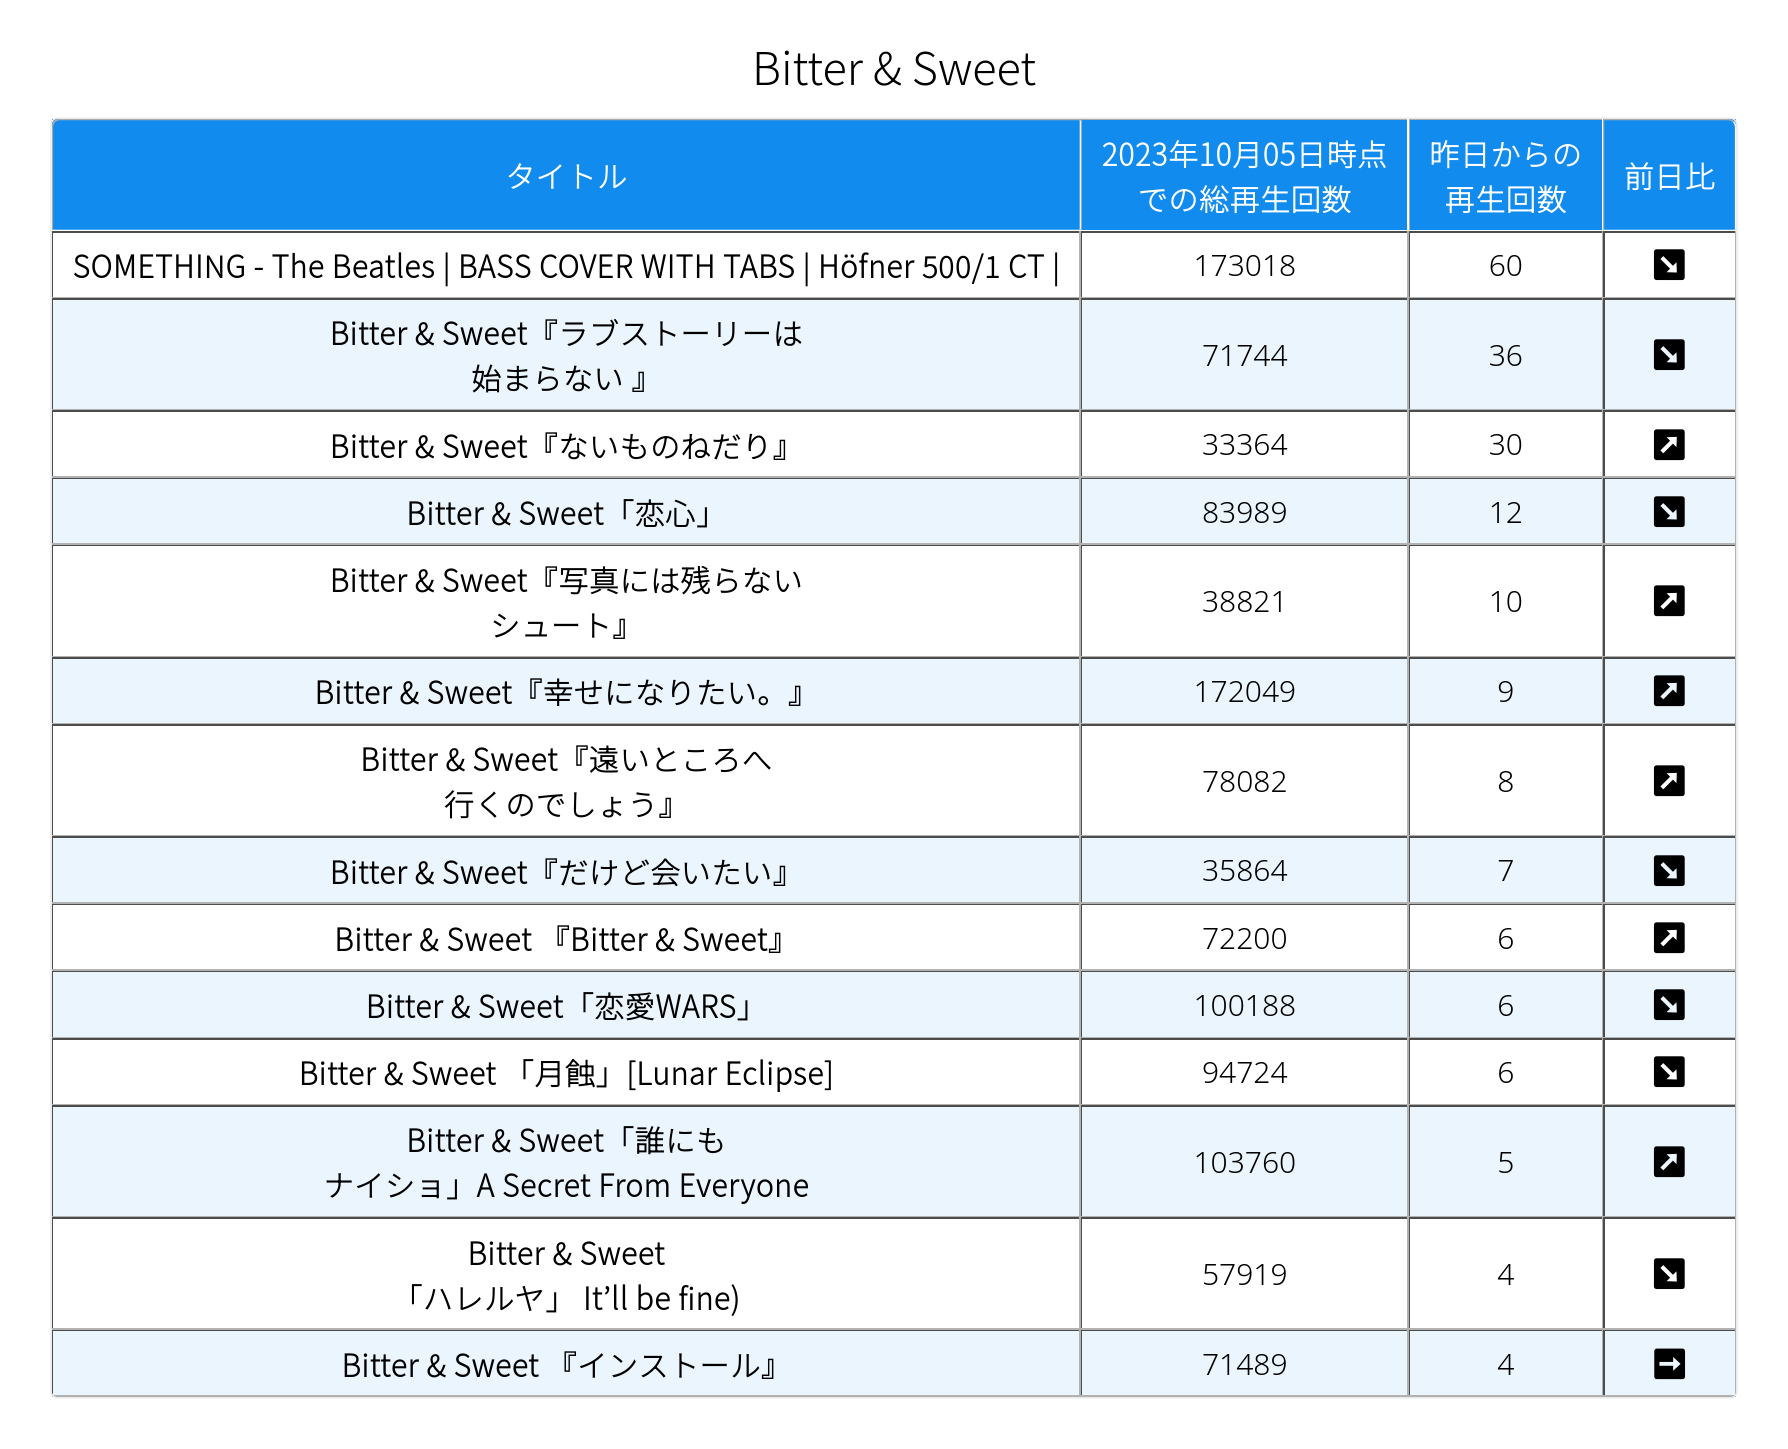 Bitter & Sweet
タイトル
2023年10月05日時点
での総再生回数
昨日からの
再生回数
前日比
SOMETHING - The Beatles | BASS COVER WITH TABS | Höfner 500/1 CT | 173018 60
Bitter & Sweet『ラブストーリーは
始まらない 』
71744 36
Bitter & Sweet『ないものねだり』 33364 30
Bitter & Sweet「恋心」 83989 12
Bitter & Sweet『写真には残らない
シュート』
38821 10
Bitter & Sweet『幸せになりたい。』 172049 9
Bitter & Sweet『遠いところへ
行くのでしょう』
78082 8
Bitter & Sweet『だけど会いたい』 35864 7
Bitter & Sweet 『Bitter & Sweet』 72200 6
Bitter & Sweet「恋愛WARS」 100188 6
Bitter & Sweet 「月蝕」[Lunar Eclipse] 94724 6
Bitter & Sweet「誰にも
ナイショ」A Secret From Everyone
103760 5
Bitter & Sweet
「ハレルヤ」 It’ll be fine)
57919 4
Bitter & Sweet 『インストール』 71489 4